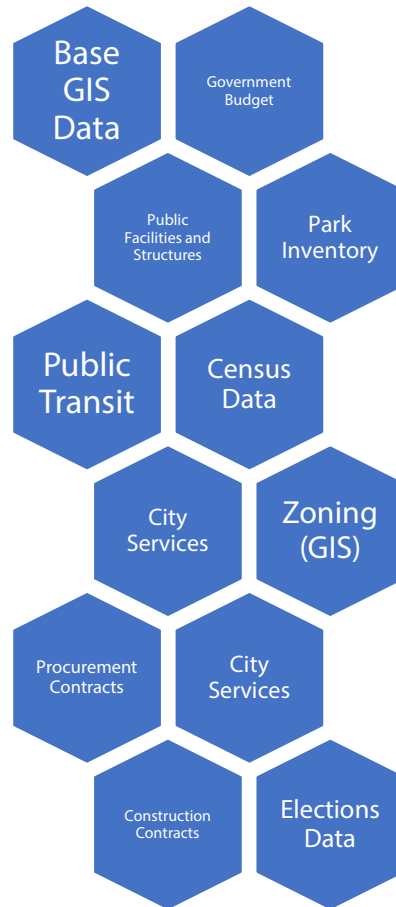 Base
GIS
Data
Government
Budget
Public
Facilities and
Structures
Park
Inventory
Public
Transit
Census
Data
City
Services
Zoning
(GIS)
Procurement
Contracts
City
Services
Construction
Contracts
Elections
Data